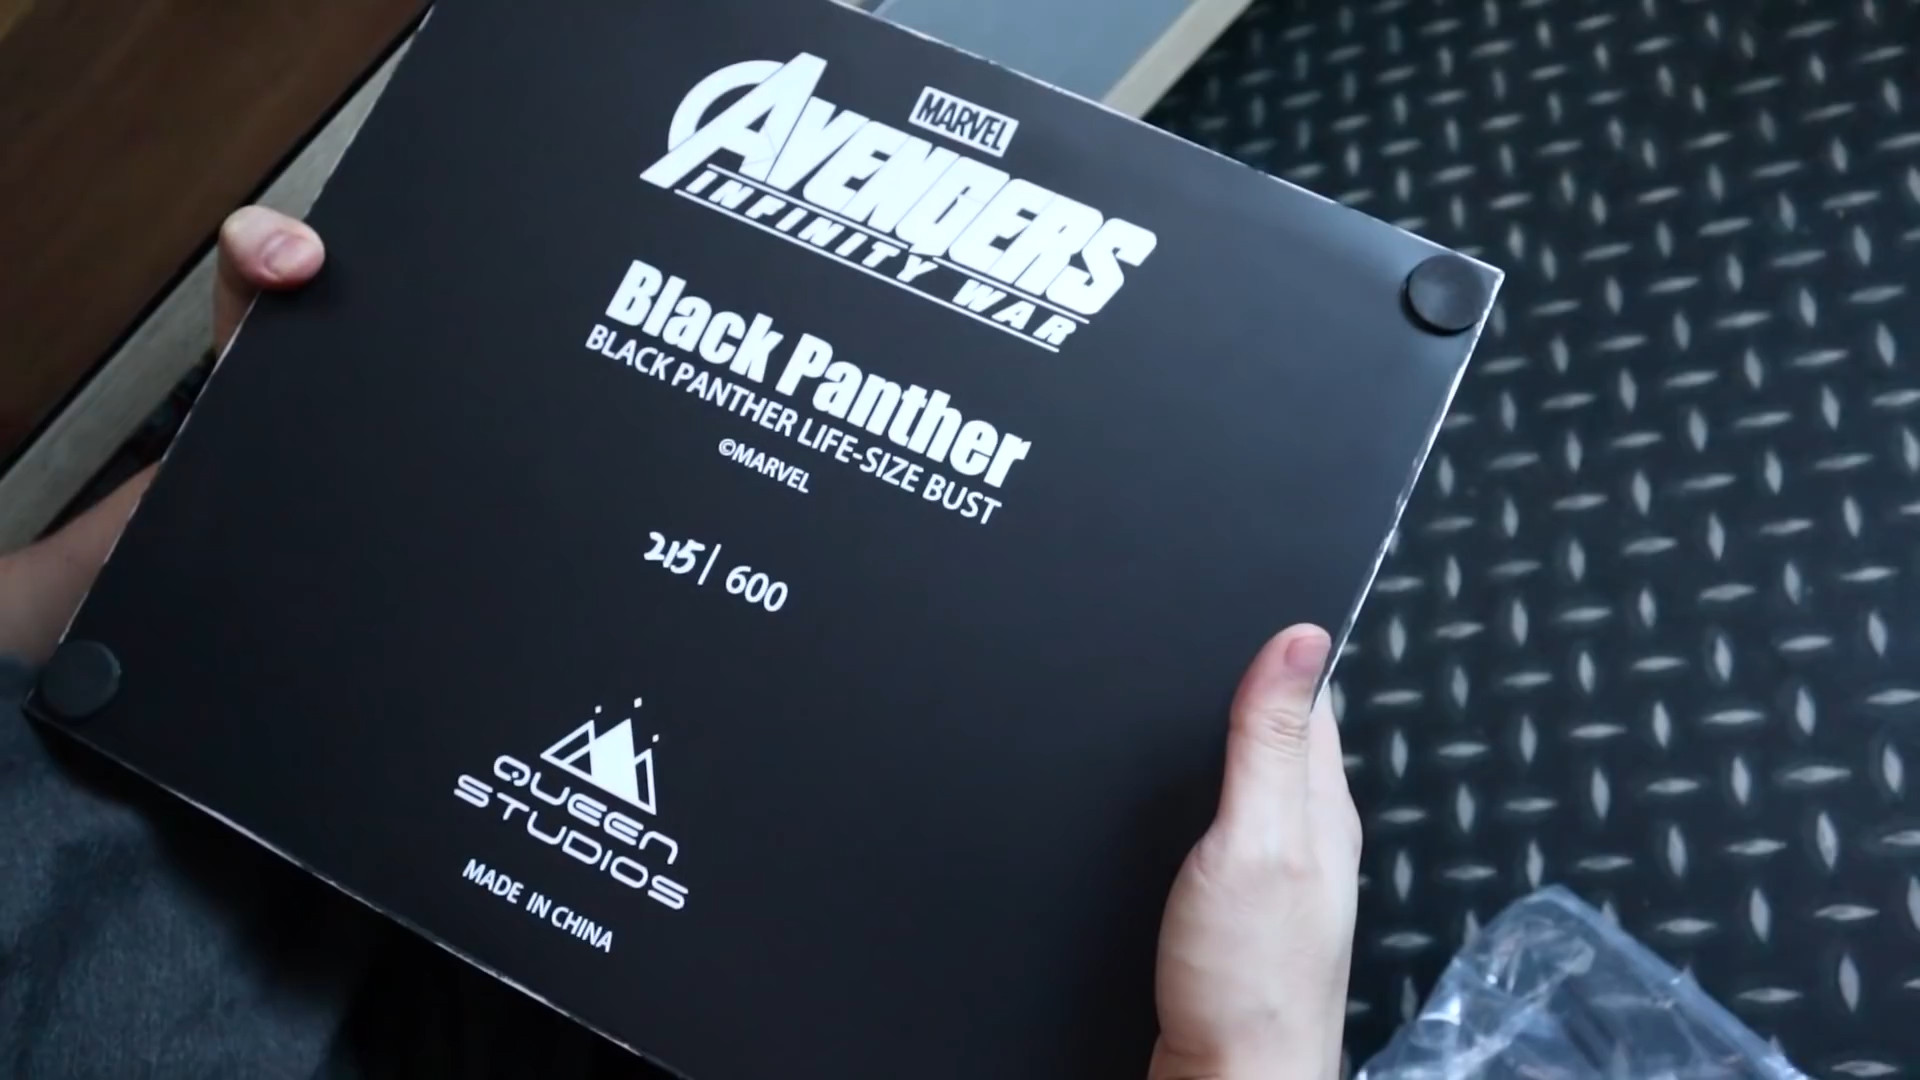 MARVEL
AVENGERS
INFINITY WAR
Black Panther
BLACK PANTHER LIFE-SIZE BUST
©MARVEL
215/ 600
QUEEN
STUDIOS
MADE IN CHINA